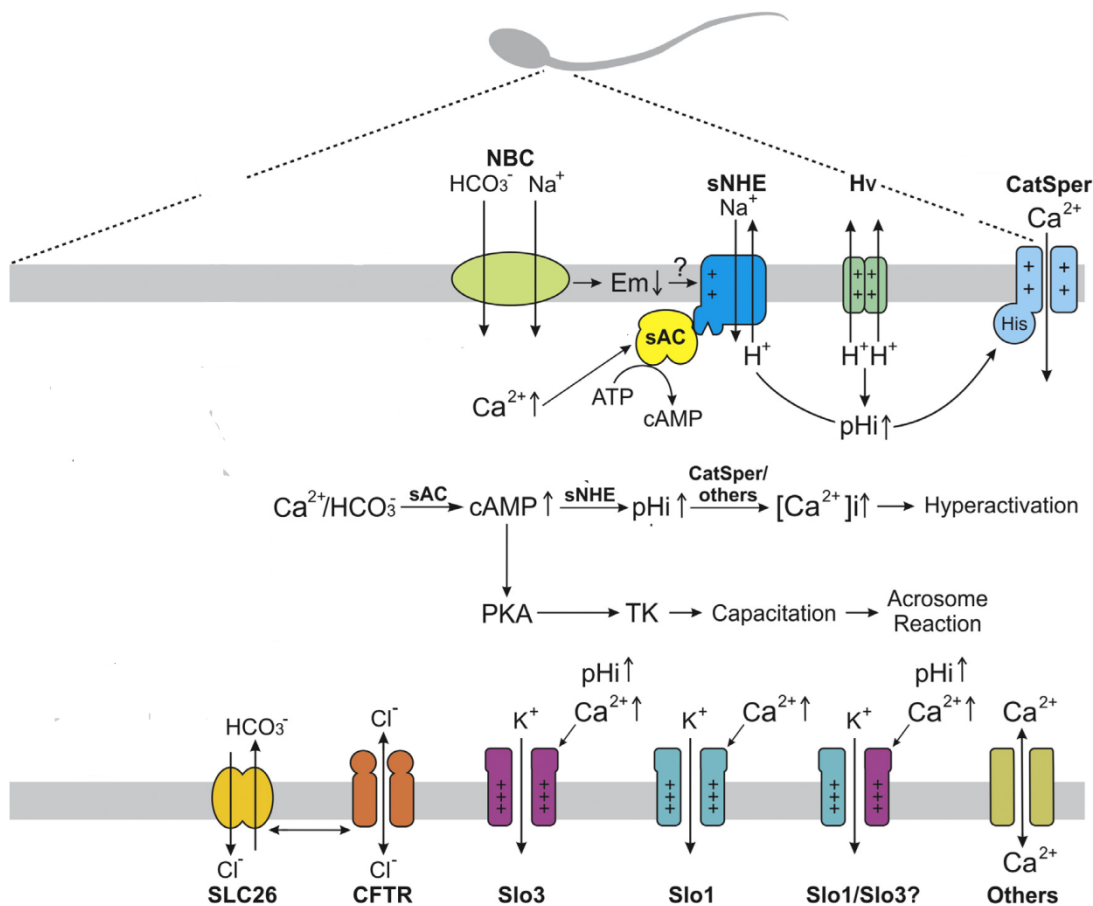 NBC
HCO₃⁻ Na⁺
sNHE
Na⁺
Hv
CatSper
Ca²⁺
+ +
+ +
Em↓ ?
+
+
++
++
+ +
+ +
His
sAC
H⁺
H⁺ H⁺
Ca²⁺↑
ATP
cAMP
pHi↑
Ca²⁺/HCO₃⁻ sAC cAMP↑ sNHE pHi↑ CatSper/
others [Ca²⁺]i↑ Hyperactivation
PKA TK Capacitation Acrosome
Reaction
HCO₃⁻
Cl⁻
SLC26
Cl⁻
Cl⁻
CFTR
pHi↑
K⁺ Ca²⁺↑
+++ +++
Slo3
K⁺ Ca²⁺↑
+++ +++
Slo1
pHi↑
K⁺ Ca²⁺↑
+++ +++
Slo1/Slo3?
Ca²⁺
Ca²⁺
Others